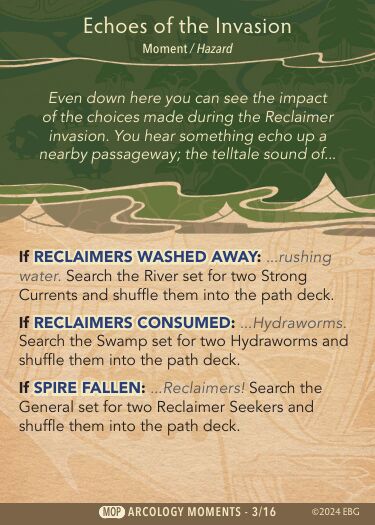 Echoes of the Invasion
Moment / Hazard
Even down here you can see the impact
of the choices made during the Reclaimer
invasion. You hear something echo up a
nearby passageway; the telltale sound of...
If RECLAIMERS WASHED AWAY: ...rushing
water. Search the River set for two Strong
Currents and shuffle them into the path deck.
If RECLAIMERS CONSUMED: ...Hydraworms.
Search the Swamp set for two Hydraworms and
shuffle them into the path deck.
If SPIRE FALLEN: ...Reclaimers! Search the
General set for two Reclaimer Seekers and
shuffle them into the path deck.
MOP ARCOLOGY MOMENTS - 3/16 ©2024 EBG